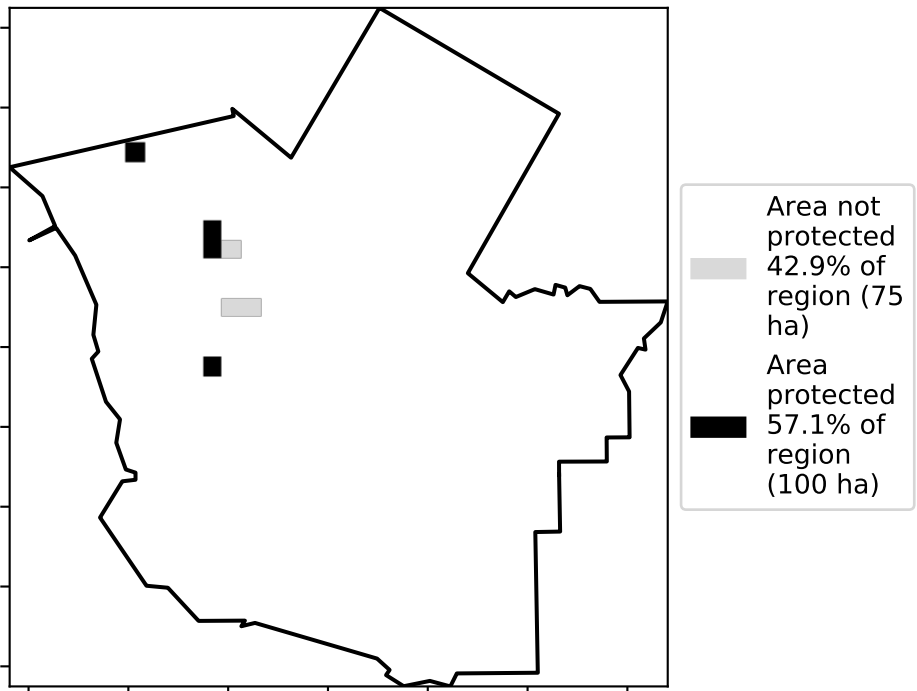 Area not
protected
42.9% of
region (75
ha)
Area
protected
57.1% of
region
(100 ha)